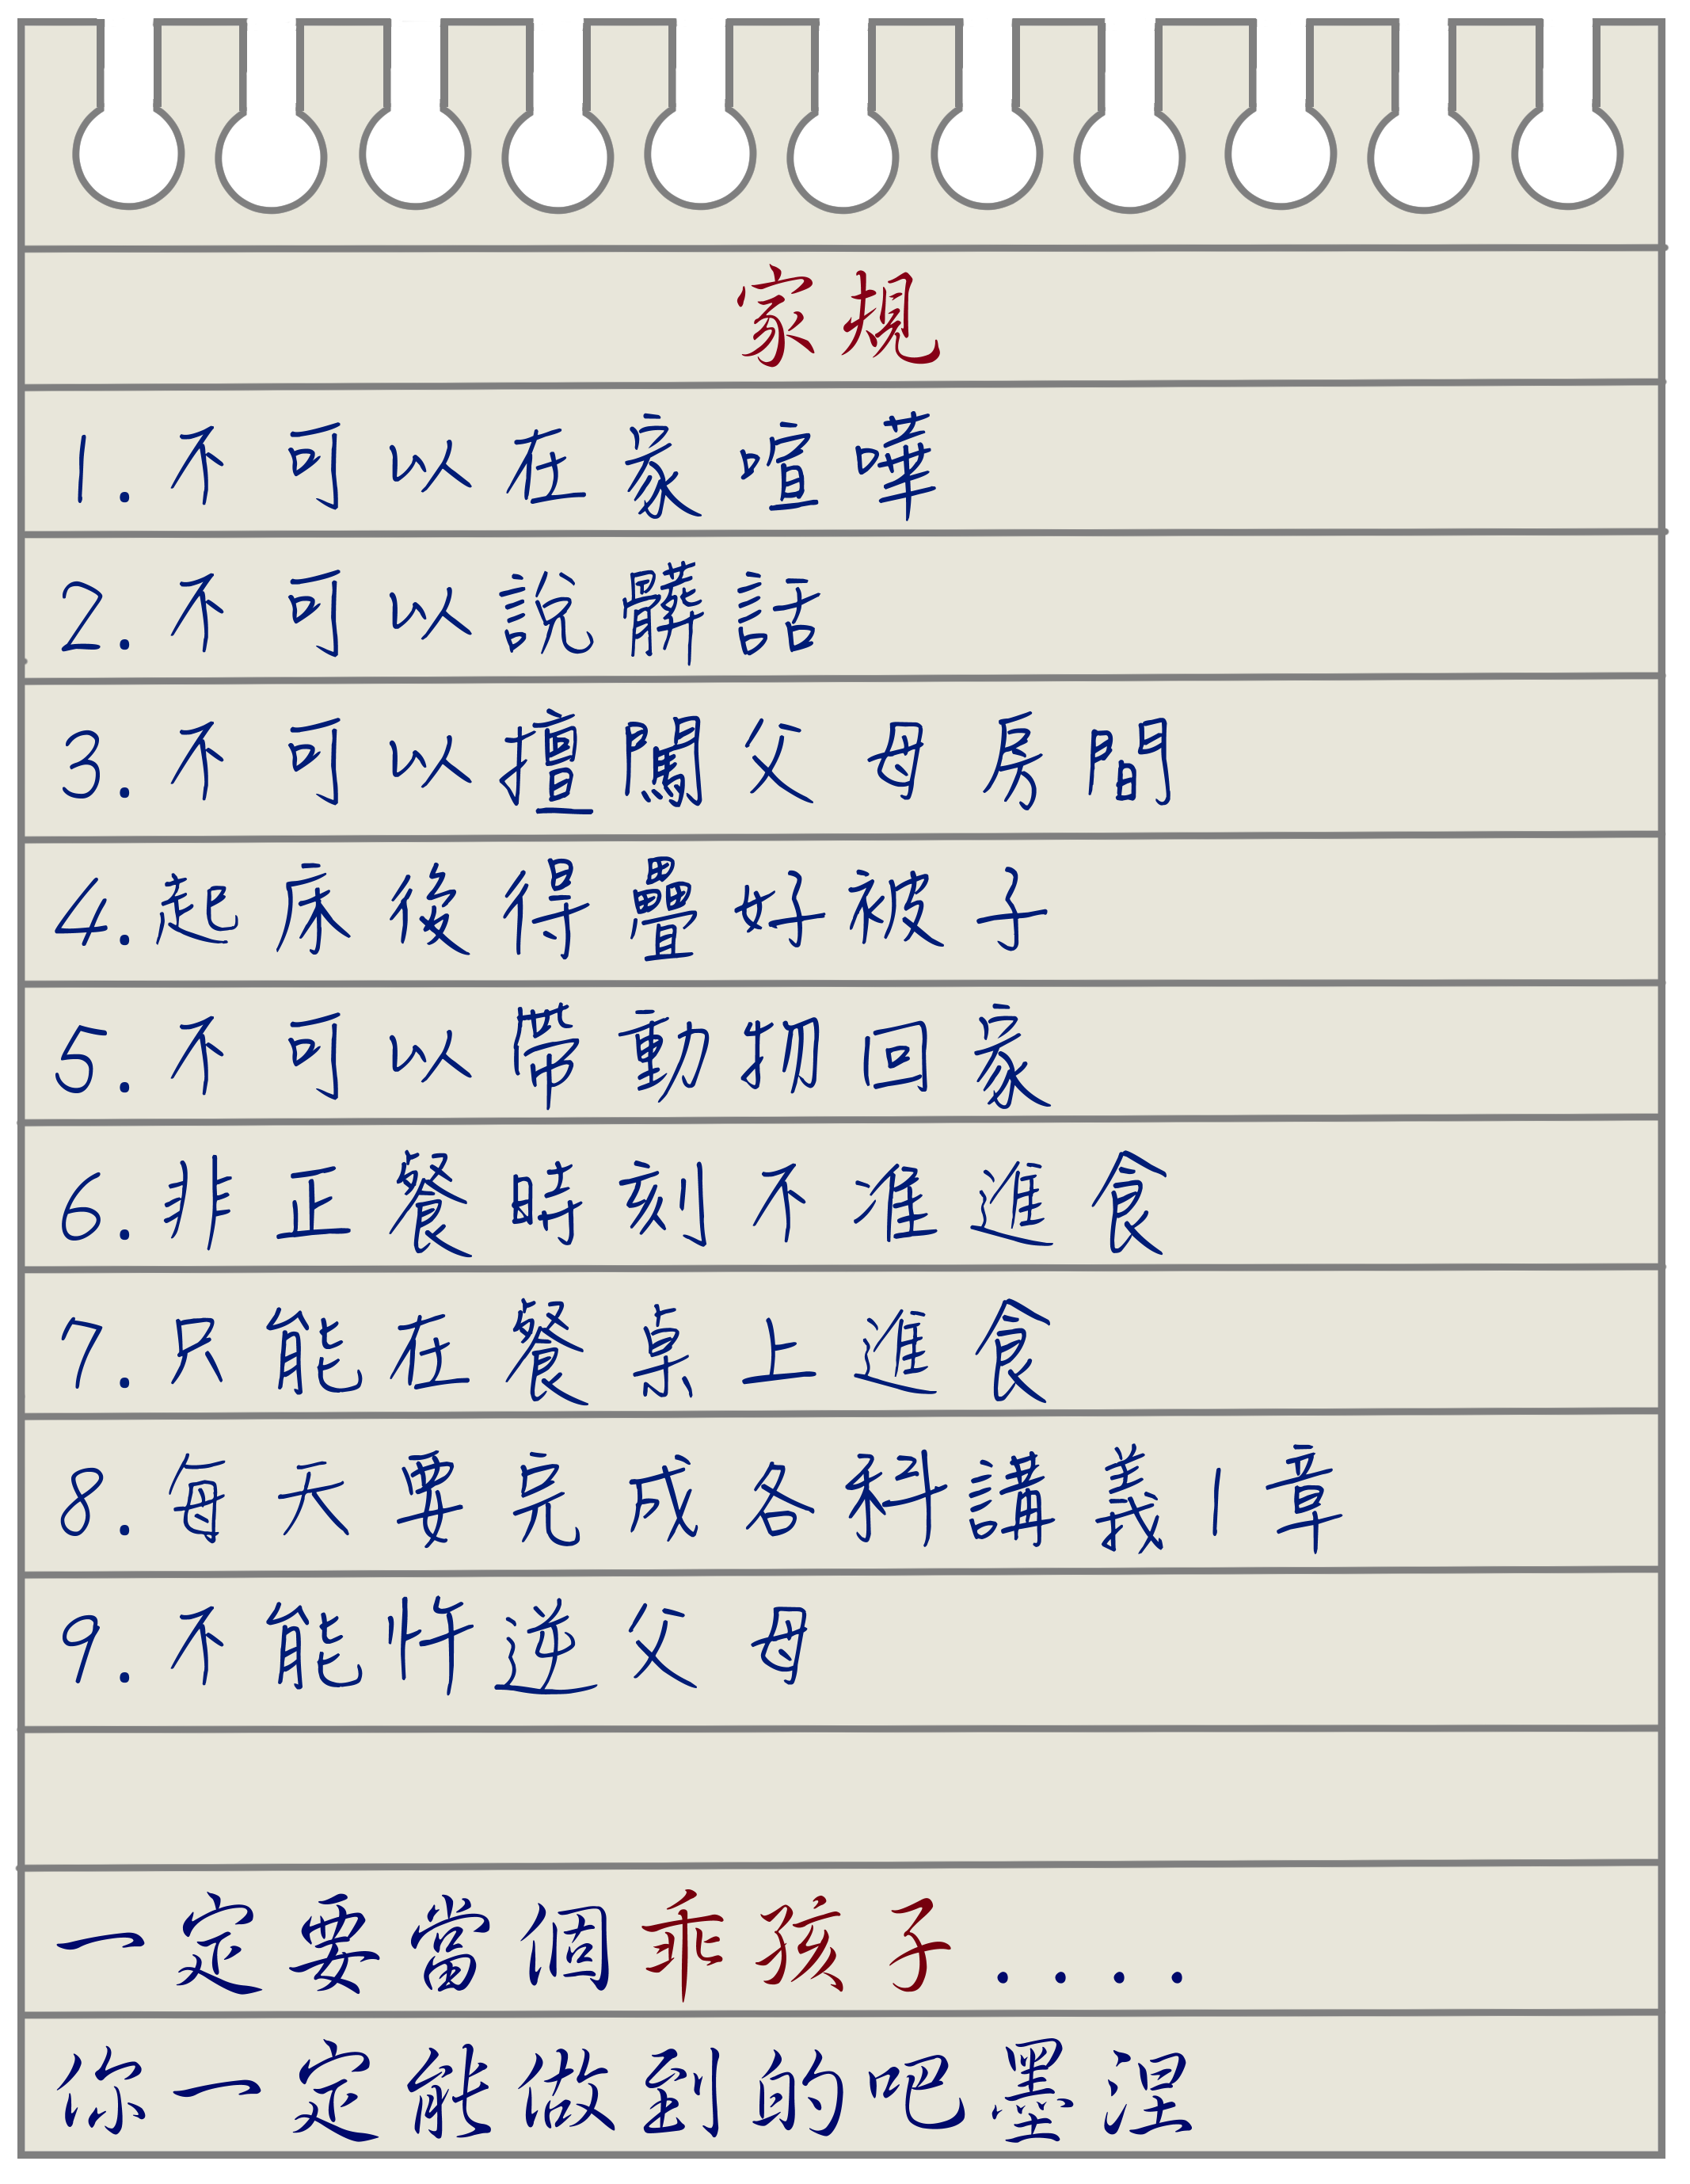 家規
1.不可以在家喧嘩
2.不可以說髒話
3.不可以擅闖父母房間
4.起床後得疊好被子
5.不可以帶動物回家
6.非正餐時刻不准進食
7.只能在餐桌上進食
8.每天要完成各科講義1章
9.不能忤逆父母
一定要當個乖孩子....
你一定能做到的吧墨涅